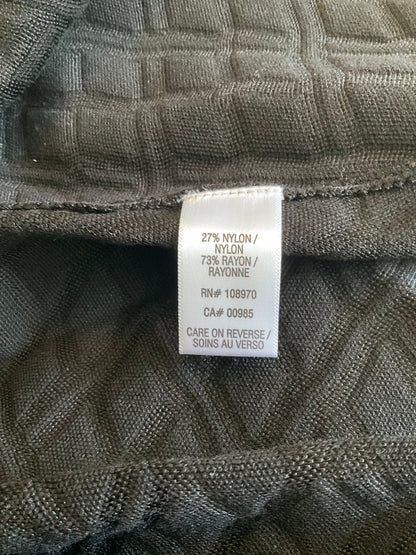 27% NYLON /
NYLON
73% RAYON /
RAYONNE
RN# 108970
CA# 00985
CARE ON REVERSE /
SOINS AU VERSO